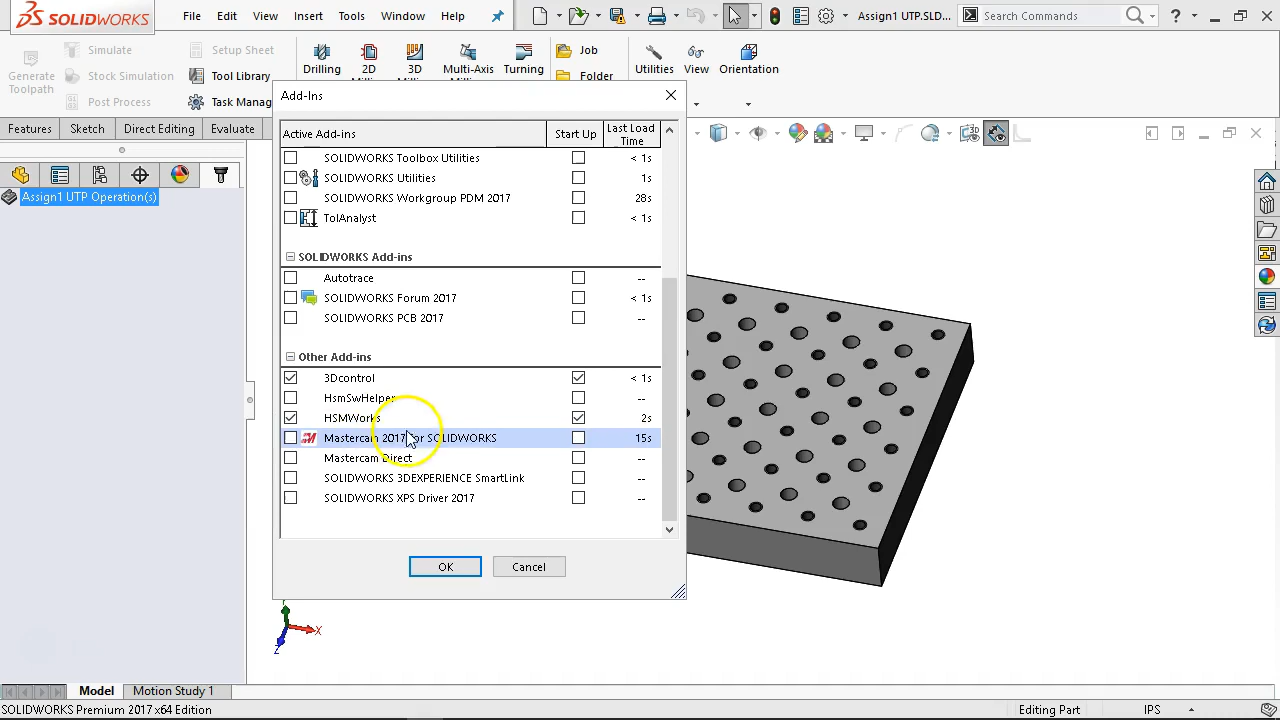 SOLIDWORKS File Edit View Insert Tools Window Help Assign1 UTP.SLD... Search Commands ?
Generate Toolpath
Simulate
Stock Simulation
Post Process
Setup Sheet
Tool Library
Task Manag
Drilling 2D 3D Multi-Axis Turning
Job
Folder
Utilities View Orientation
Features Sketch Direct Editing Evaluate
Assign1 UTP Operation(s)
Add-Ins
Active Add-ins Start Up Last Load Time
SOLIDWORKS Toolbox Utilities < 1s
SOLIDWORKS Utilities 1s
SOLIDWORKS Workgroup PDM 2017 28s
TolAnalyst < 1s
SOLIDWORKS Add-ins
Autotrace --
SOLIDWORKS Forum 2017 < 1s
SOLIDWORKS PCB 2017 --
Other Add-ins
3Dcontrol < 1s
HsmSwHelper --
HSMWorks 2s
Mastercam 2017 for SOLIDWORKS 15s
Mastercam Direct --
SOLIDWORKS 3DEXPERIENCE SmartLink --
SOLIDWORKS XPS Driver 2017 --
OK Cancel
X
Z
Model Motion Study 1
SOLIDWORKS Premium 2017 x64 Edition Editing Part IPS